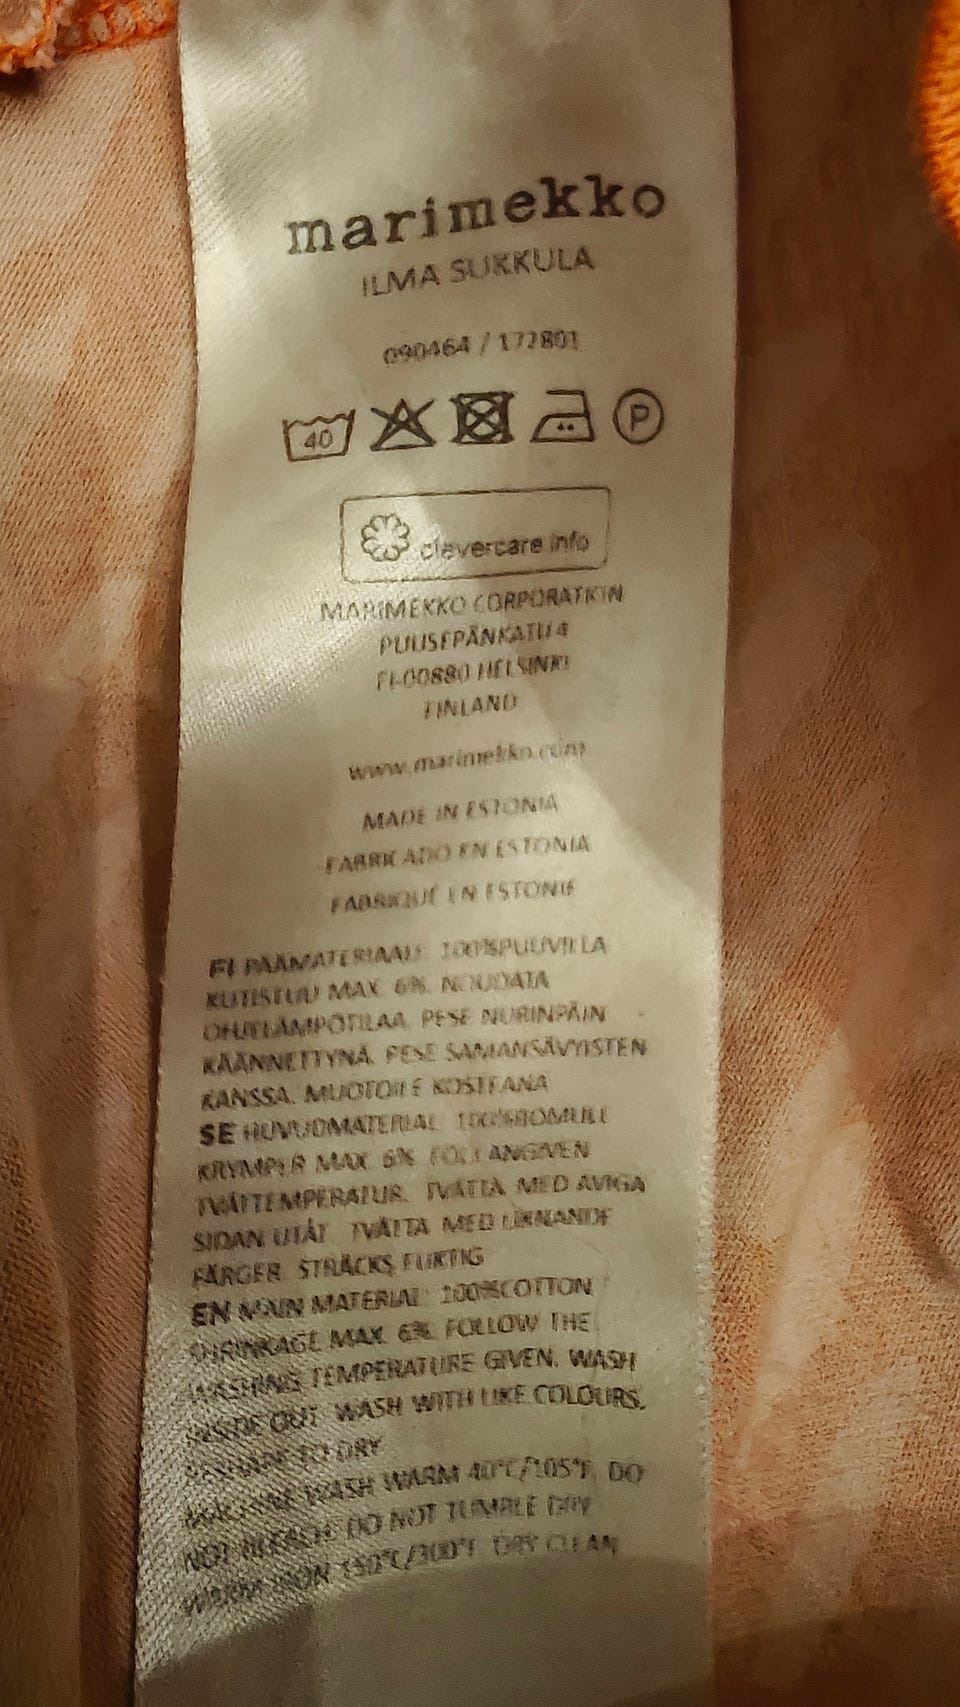 marimekko
ILMA SUKKULA
090464 / 172801
40 P
clevercare.info
MARIMEKKO CORPORATION
PUUSEPÄNKATU 4
FI-00880 HELSINKI
FINLAND
www.marimekko.com
MADE IN ESTONIA
FABRICADO EN ESTONIA
FABRIQUÉ EN ESTONIE
FI PÄÄMATERIAALI: 100%PUUVILLA
KUTISTUU MAX. 6%. NOUDATA
OHJELÄMPÖTILAA. PESE NURINPÄIN
KÄÄNNETTYNÄ. PESE SAMANSÄVYISTEN
KANSSA. MUOTOILE KOSTEANA
SE HUVUDMATERIAL: 100%BOMULL
KRYMPER MAX. 6%. FÖLJ ANGIVEN
TVÄTTEMPERATUR. TVÄTTA MED AVIGA
SIDAN UTÅT. TVÄTTA MED LIKNANDE
FÄRGER. STRÄCKS FUKTIG
EN MAIN MATERIAL: 100%COTTON
SHRINKAGE MAX. 6%. FOLLOW THE
WASHING TEMPERATURE GIVEN. WASH
INSIDE OUT. WASH WITH LIKE COLOURS.
RESHAPE TO DRY
MACHINE WASH WARM 40°C/105°F. DO
NOT BLEACH. DO NOT TUMBLE DRY.
WARM IRON 150°C/300°F. DRY CLEAN